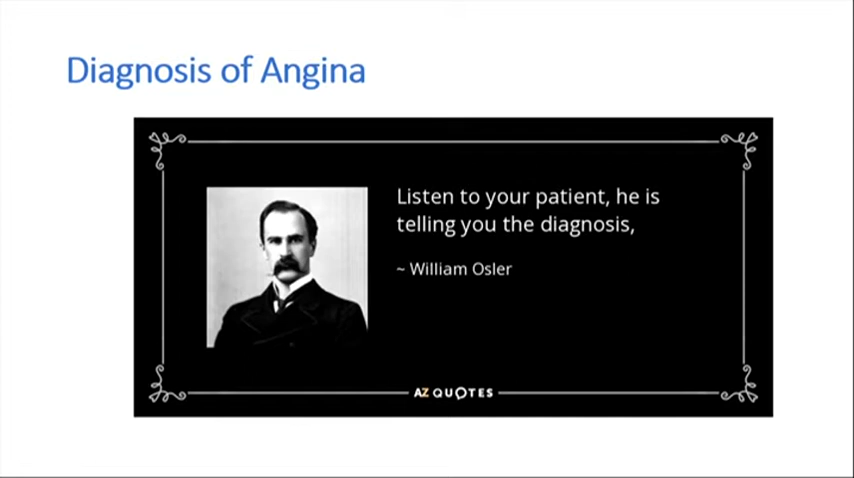 Diagnosis of Angina
Listen to your patient, he is
telling you the diagnosis,
~ William Osler
AZ QUOTES